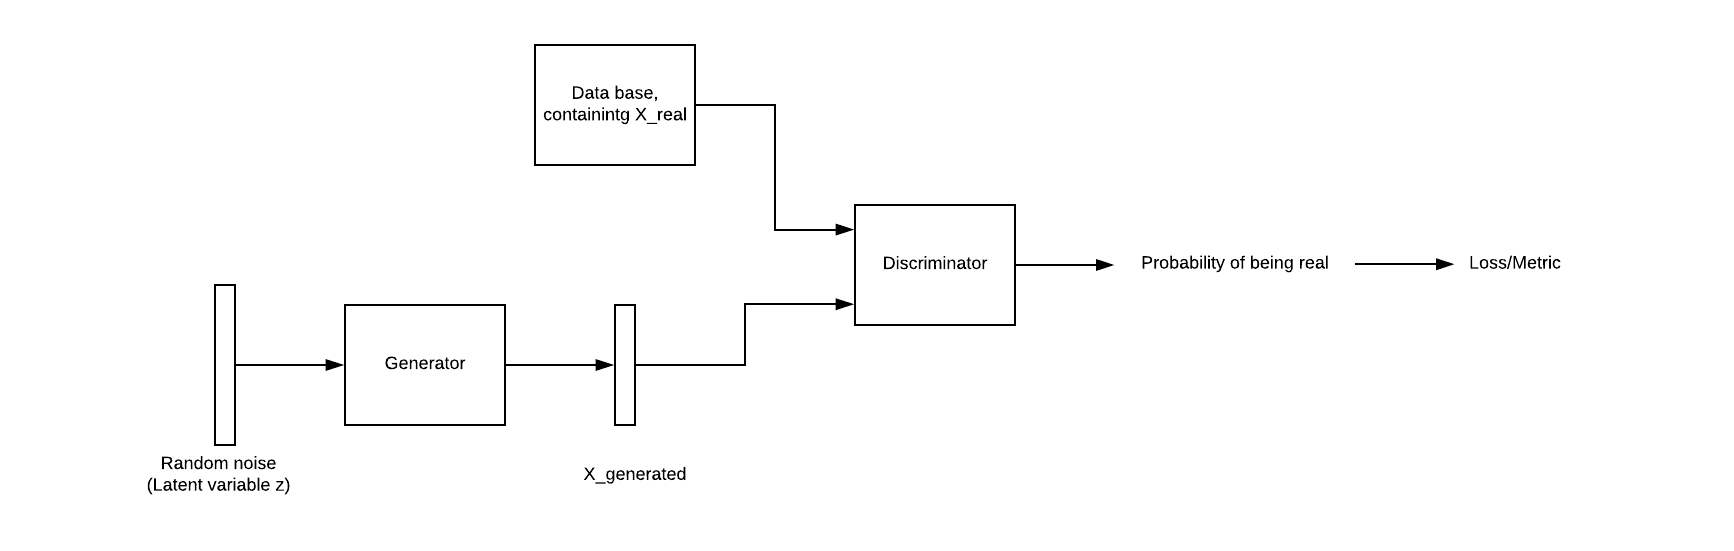 Data base,
containintg X_real
Discriminator
Probability of being real
Loss/Metric
Generator
Random noise
(Latent variable z)
X_generated